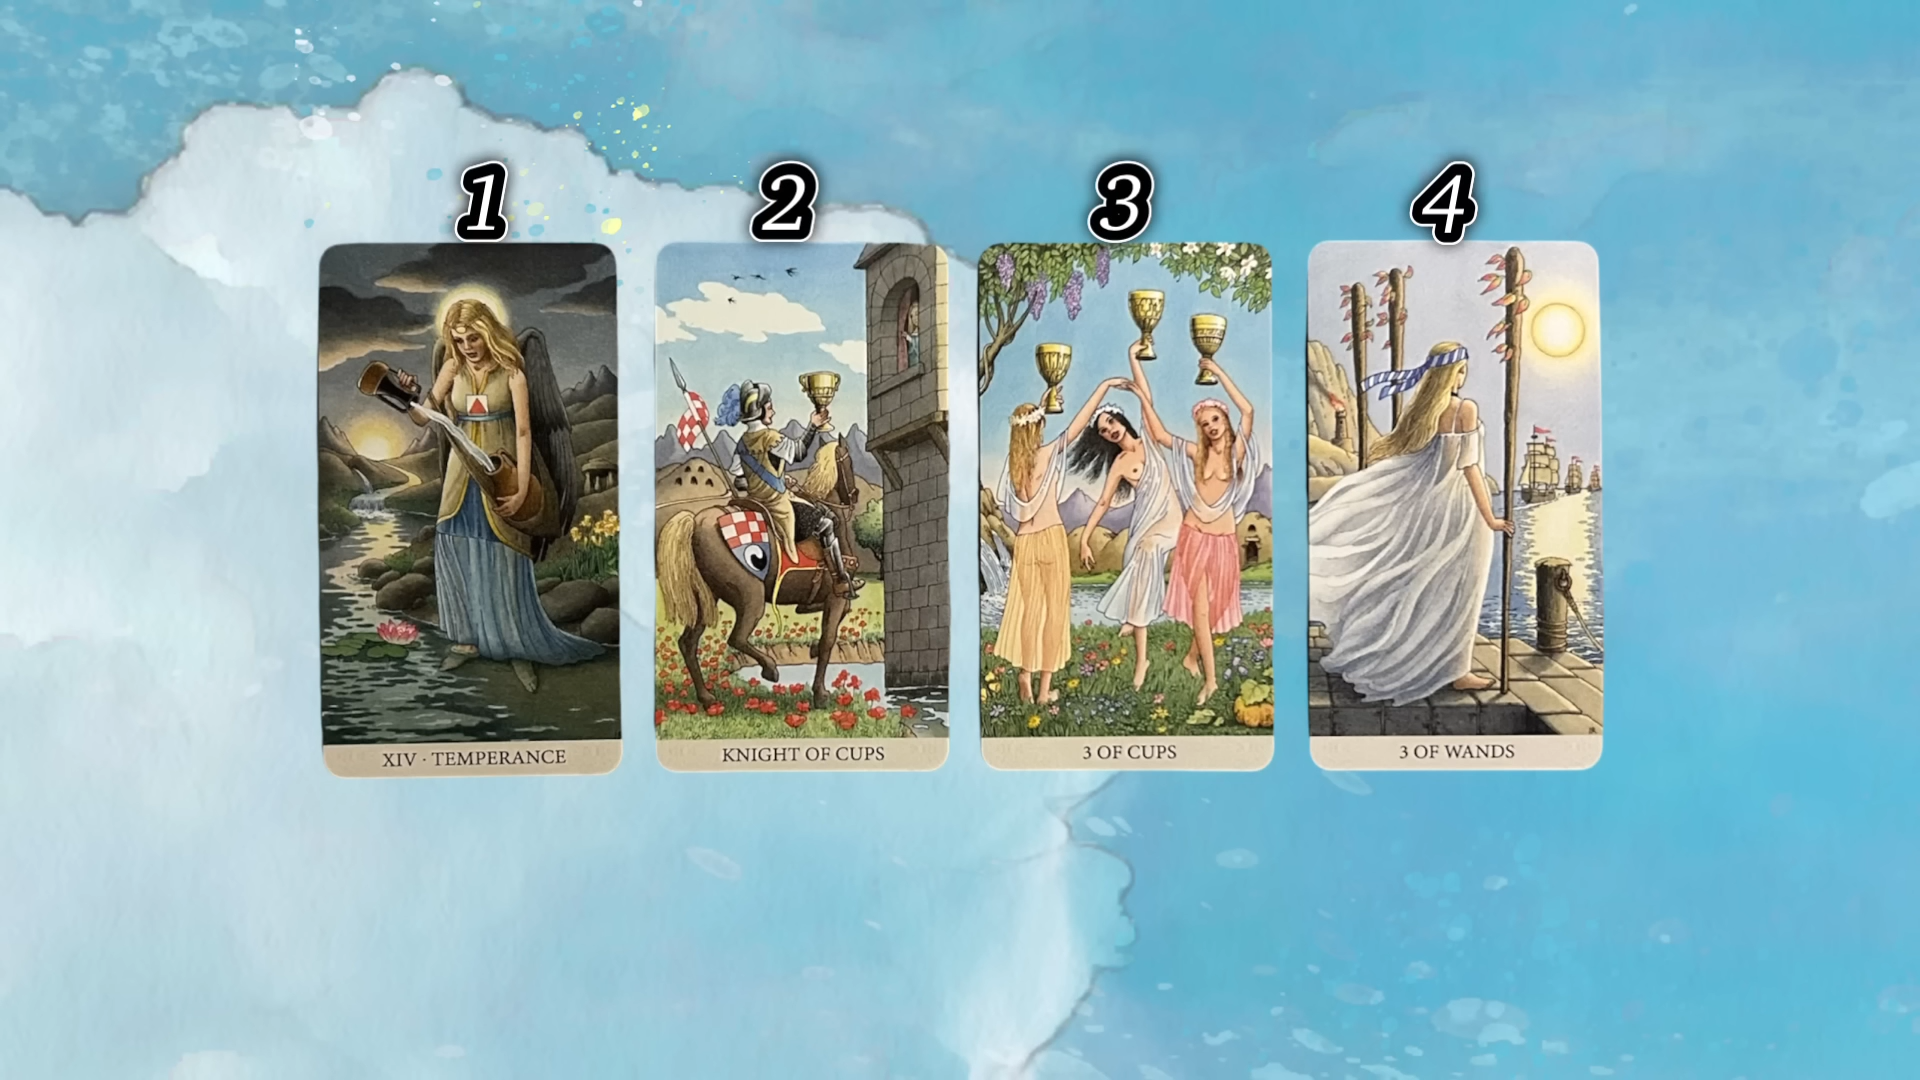 1
2
3
4
XIV · TEMPERANCE
KNIGHT OF CUPS
3 OF CUPS
3 OF WANDS